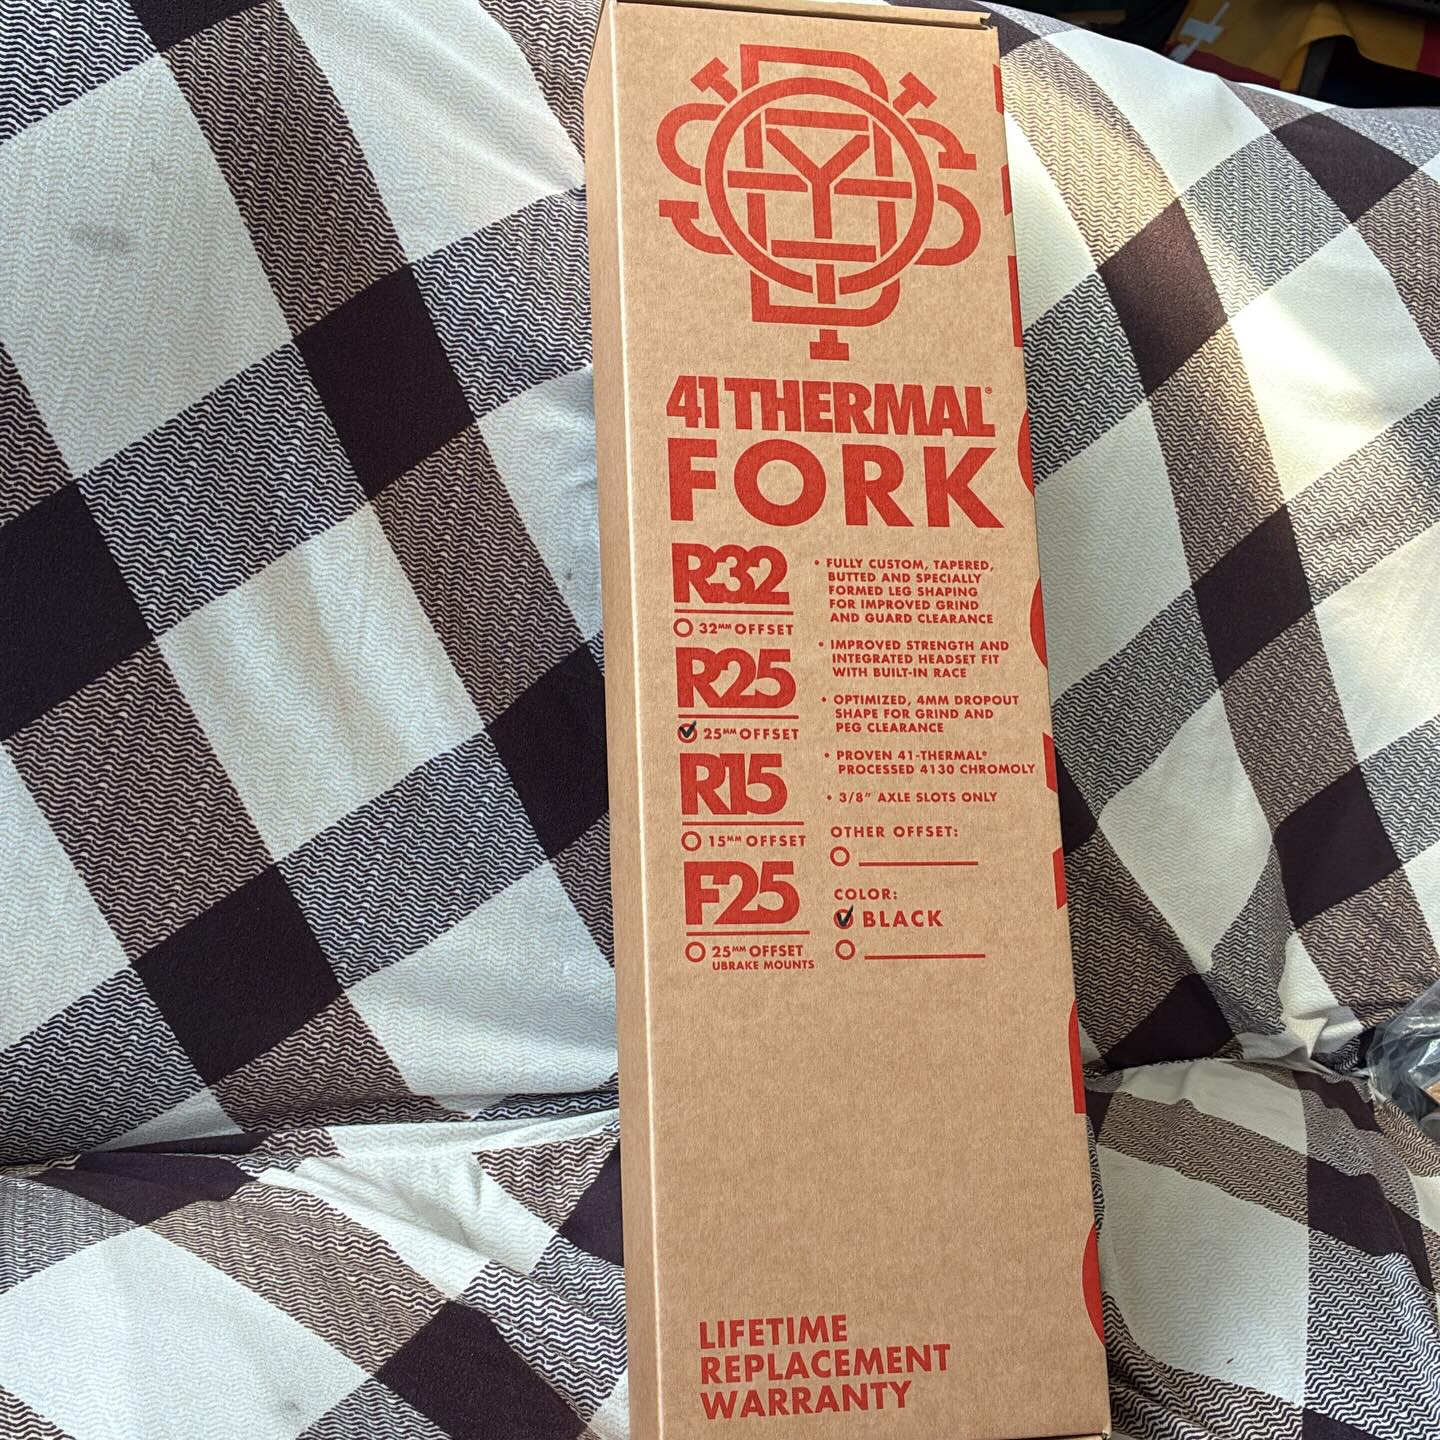 41 THERMAL®
FORK
R32
32MM OFFSET
R25
25MM OFFSET
R15
15MM OFFSET
F25
25MM OFFSET
UBRAKE MOUNTS
• FULLY CUSTOM, TAPERED,
BUTTED AND SPECIALLY
FORMED LEG SHAPING
FOR IMPROVED GRIND
AND GUARD CLEARANCE
• IMPROVED STRENGTH AND
INTEGRATED HEADSET FIT
WITH BUILT-IN RACE
• OPTIMIZED, 4MM DROPOUT
SHAPE FOR GRIND AND
PEG CLEARANCE
• PROVEN 41-THERMAL®
PROCESSED 4130 CHROMOLY
• 3/8" AXLE SLOTS ONLY
OTHER OFFSET:
COLOR:
BLACK
LIFETIME
REPLACEMENT
WARRANTY